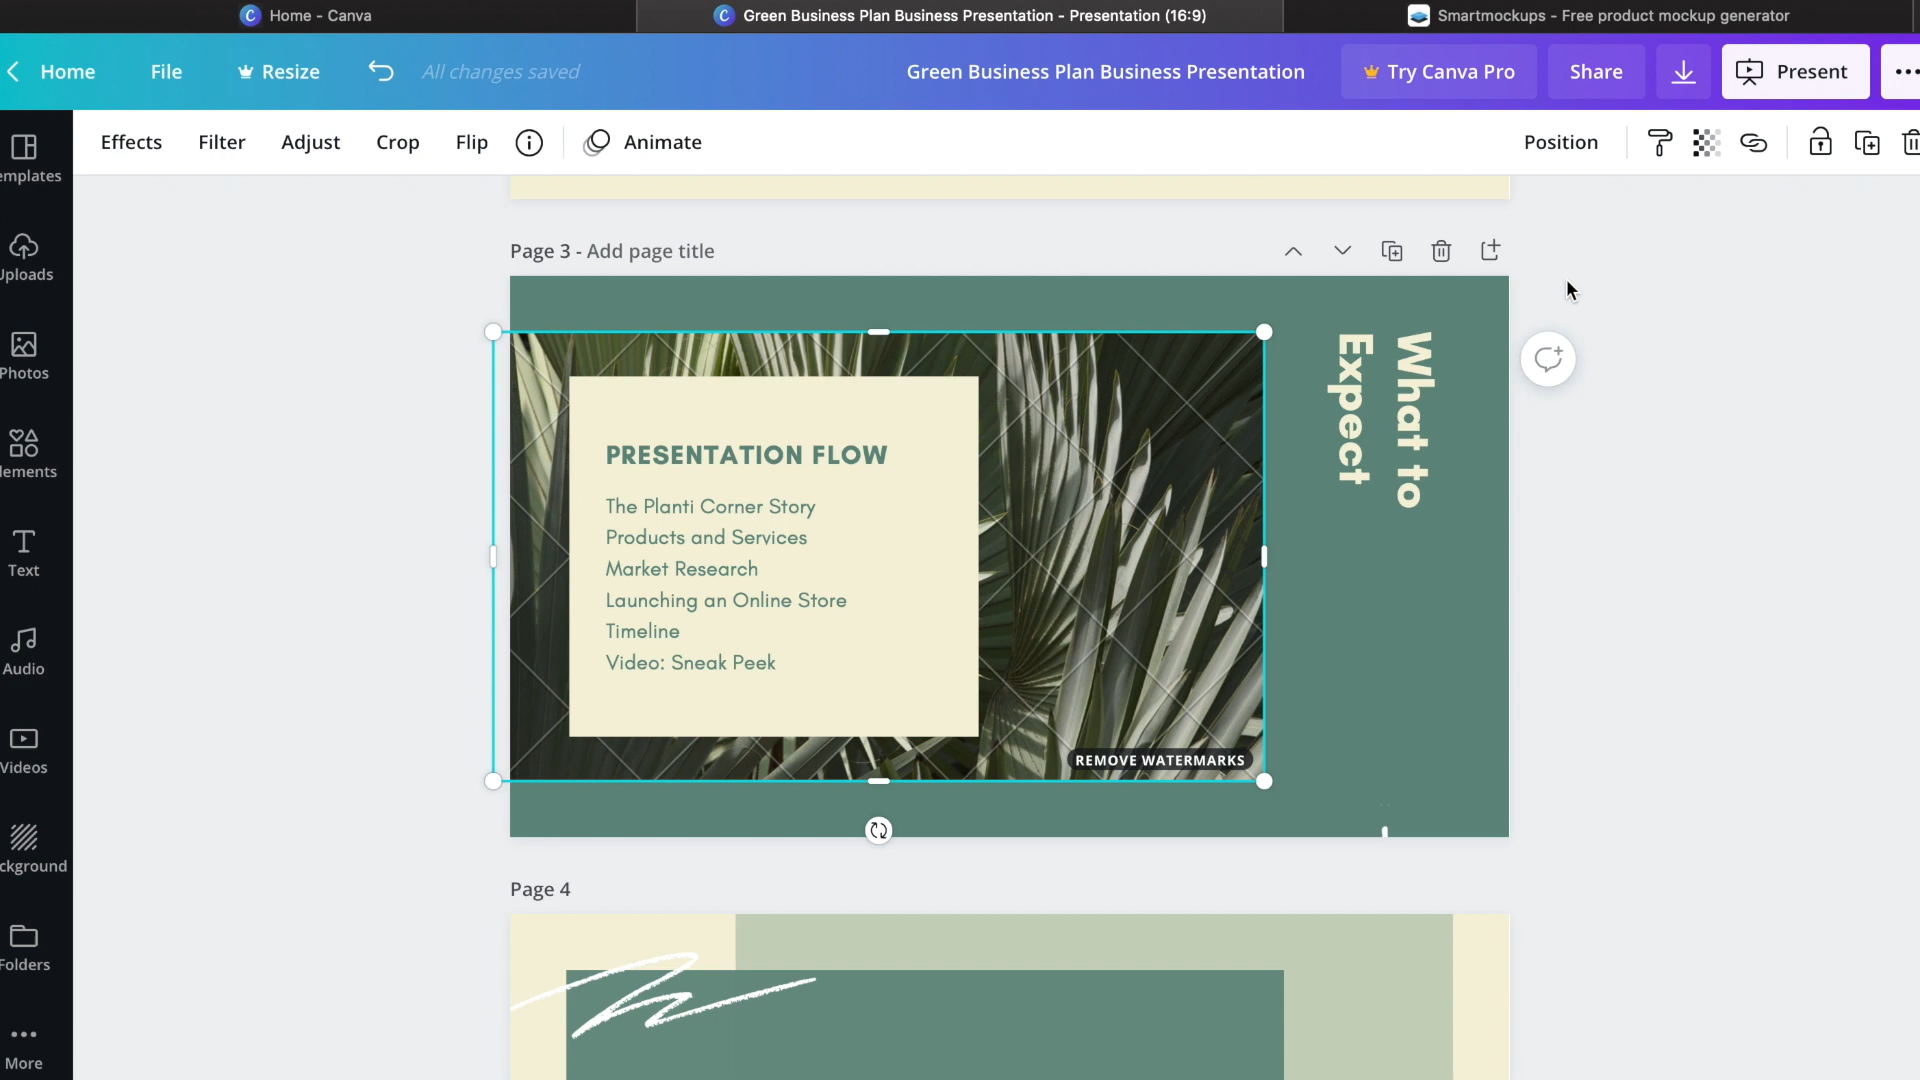 Home - Canva
Green Business Plan Business Presentation - Presentation (16:9)
Smartmockups - Free product mockup generator
Home
File
Resize
All changes saved
Green Business Plan Business Presentation
Try Canva Pro
Share
Present
Effects
Filter
Adjust
Crop
Flip
Animate
Position
emplates
Uploads
Photos
lements
Text
Audio
Videos
ckground
Folders
More
Page 3 - Add page title
PRESENTATION FLOW
The Planti Corner Story
Products and Services
Market Research
Launching an Online Store
Timeline
Video: Sneak Peek
What to
Expect
REMOVE WATERMARKS
Page 4